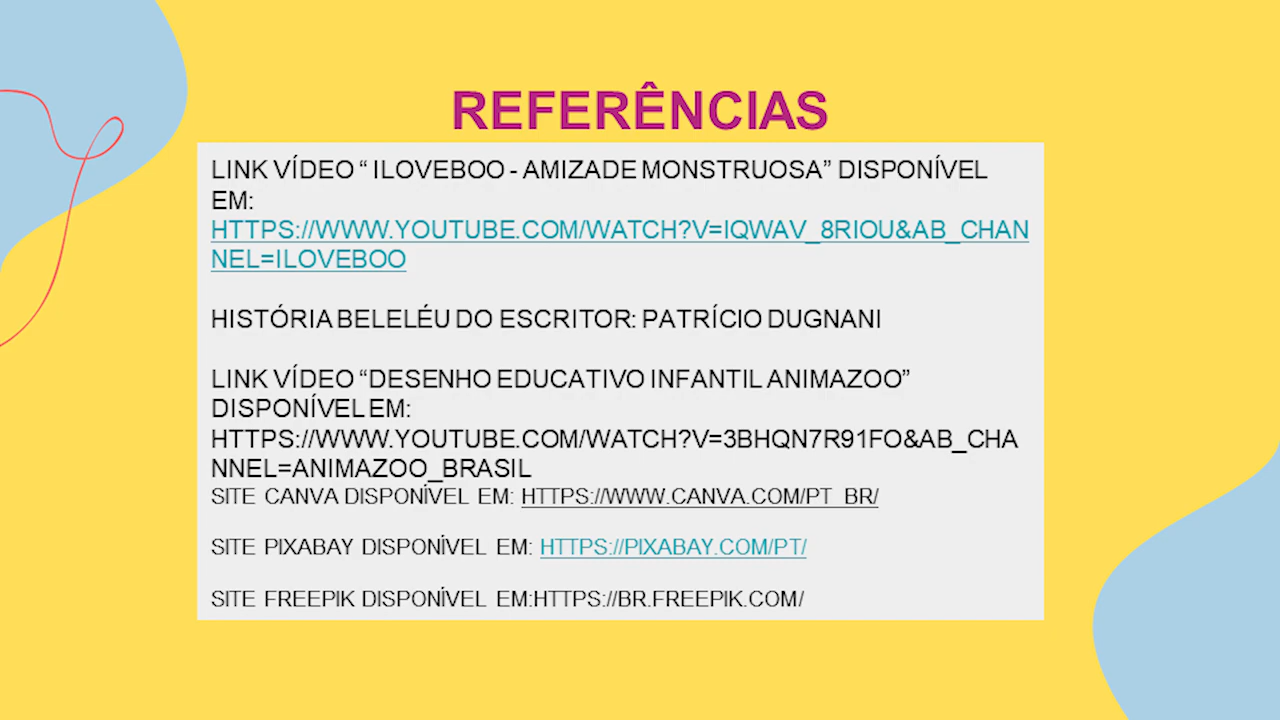 REFERÊNCIAS
LINK VÍDEO “ ILOVEBOO - AMIZADE MONSTRUOSA” DISPONÍVEL
EM:
HTTPS://WWW.YOUTUBE.COM/WATCH?V=IQWAV_8RIOU&AB_CHAN
NEL=ILOVEBOO
HISTÓRIA BELELÉU DO ESCRITOR: PATRÍCIO DUGNANI
LINK VÍDEO “DESENHO EDUCATIVO INFANTIL ANIMAZOO”
DISPONÍVEL EM:
HTTPS://WWW.YOUTUBE.COM/WATCH?V=3BHQN7R91FO&AB_CHA
NNEL=ANIMAZOO_BRASIL
SITE CANVA DISPONÍVEL EM: HTTPS://WWW.CANVA.COM/PT_BR/
SITE PIXABAY DISPONÍVEL EM: HTTPS://PIXABAY.COM/PT/
SITE FREEPIK DISPONÍVEL EM:HTTPS://BR.FREEPIK.COM/